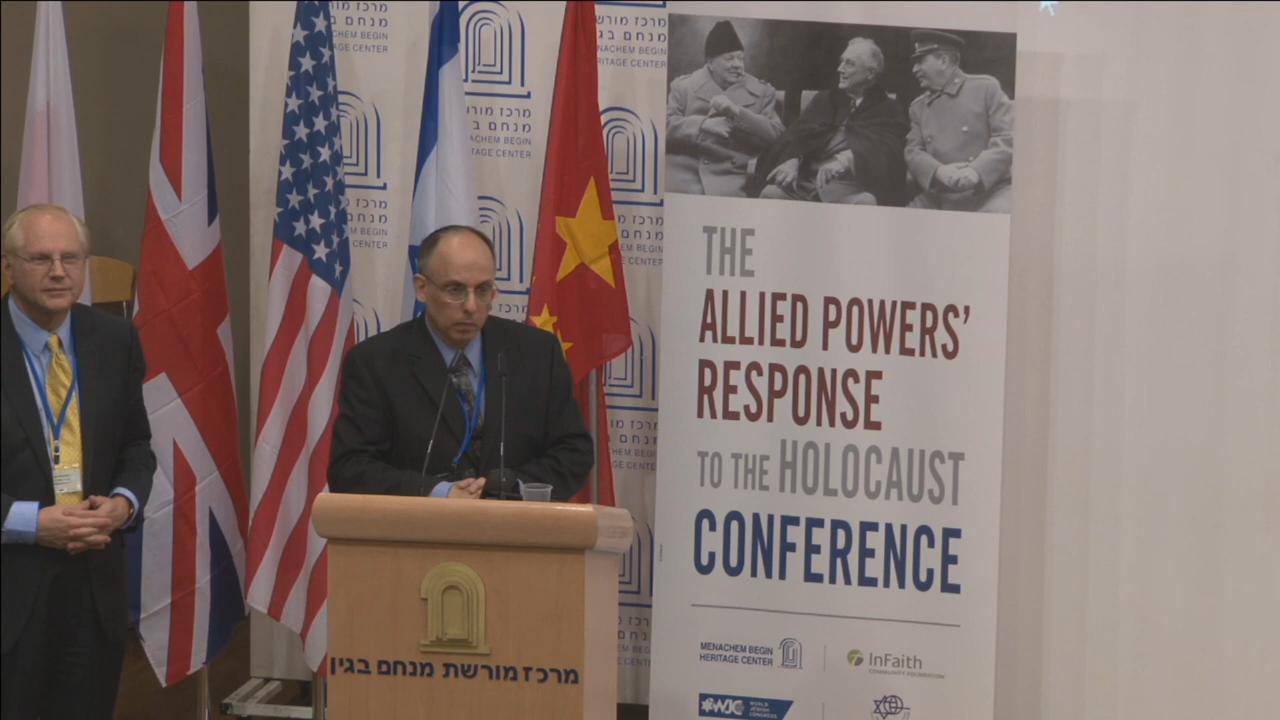 THE
ALLIED POWERS'
RESPONSE
TO THE HOLOCAUST
CONFERENCE
MENACHEM BEGIN
HERITAGE CENTER
InFaith
COMMUNITY FOUNDATION
WJC
WORLD
JEWISH
CONGRESS
מרכז מורשת מנחם בגין
מרכז מורשת
מנחם בגין
MENACHEM BEGIN
HERITAGE CENTER